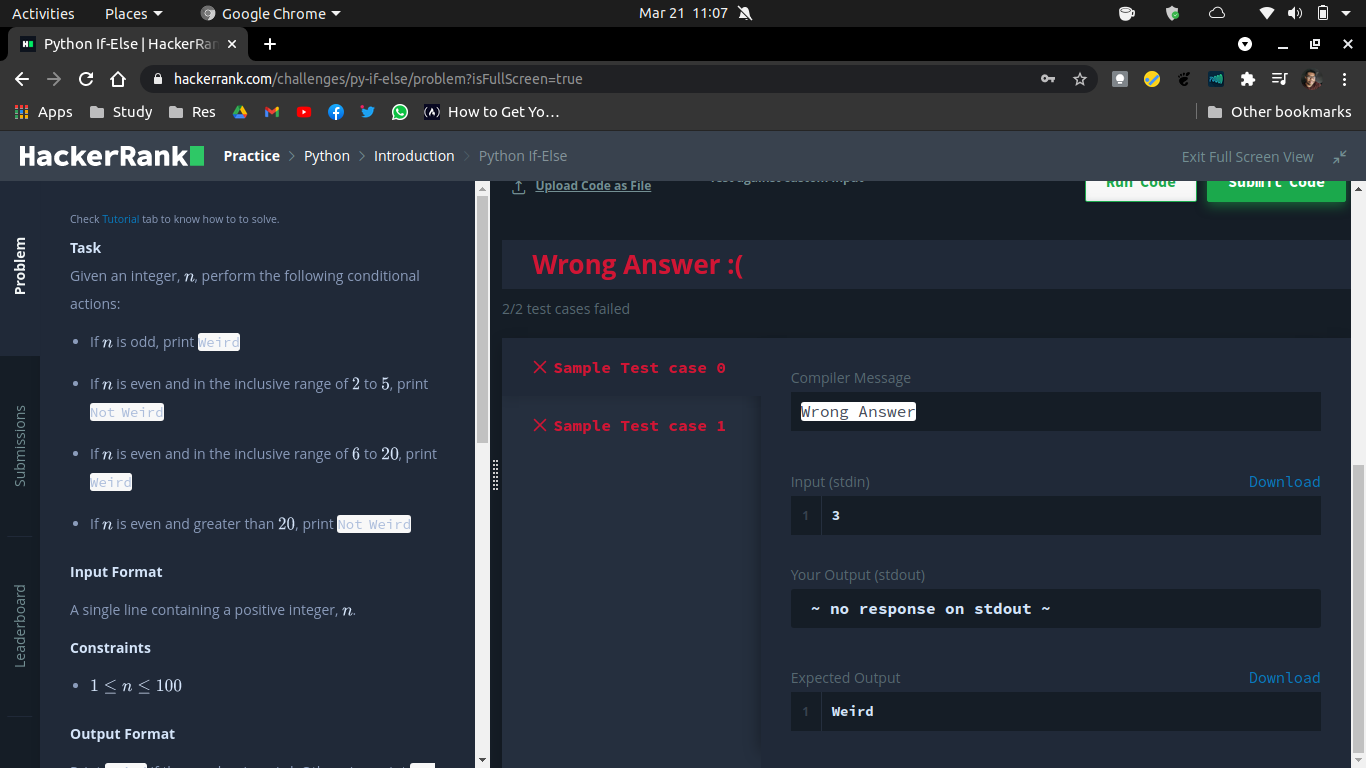 Activities Places Google Chrome Mar 21 11:07
Python If-Else | HackerRan
hackerrank.com/challenges/py-if-else/problem?isFullScreen=true
Apps Study Res How to Get Yo... Other bookmarks
HackerRank Practice Python Introduction Python If-Else Exit Full Screen View
Problem
Submissions
Leaderboard
Check Tutorial tab to know how to to solve.
Task
Given an integer, n, perform the following conditional
actions:
• If n is odd, print Weird
• If n is even and in the inclusive range of 2 to 5, print
Not Weird
• If n is even and in the inclusive range of 6 to 20, print
Weird
• If n is even and greater than 20, print Not Weird
Input Format
A single line containing a positive integer, n.
Constraints
• 1 ≤ n ≤ 100
Output Format
Upload Code as File
Run Code Submit Code
Wrong Answer :(
2/2 test cases failed
Sample Test case 0
Sample Test case 1
Compiler Message
Wrong Answer
Input (stdin) Download
1 3
Your Output (stdout)
~ no response on stdout ~
Expected Output Download
1 Weird